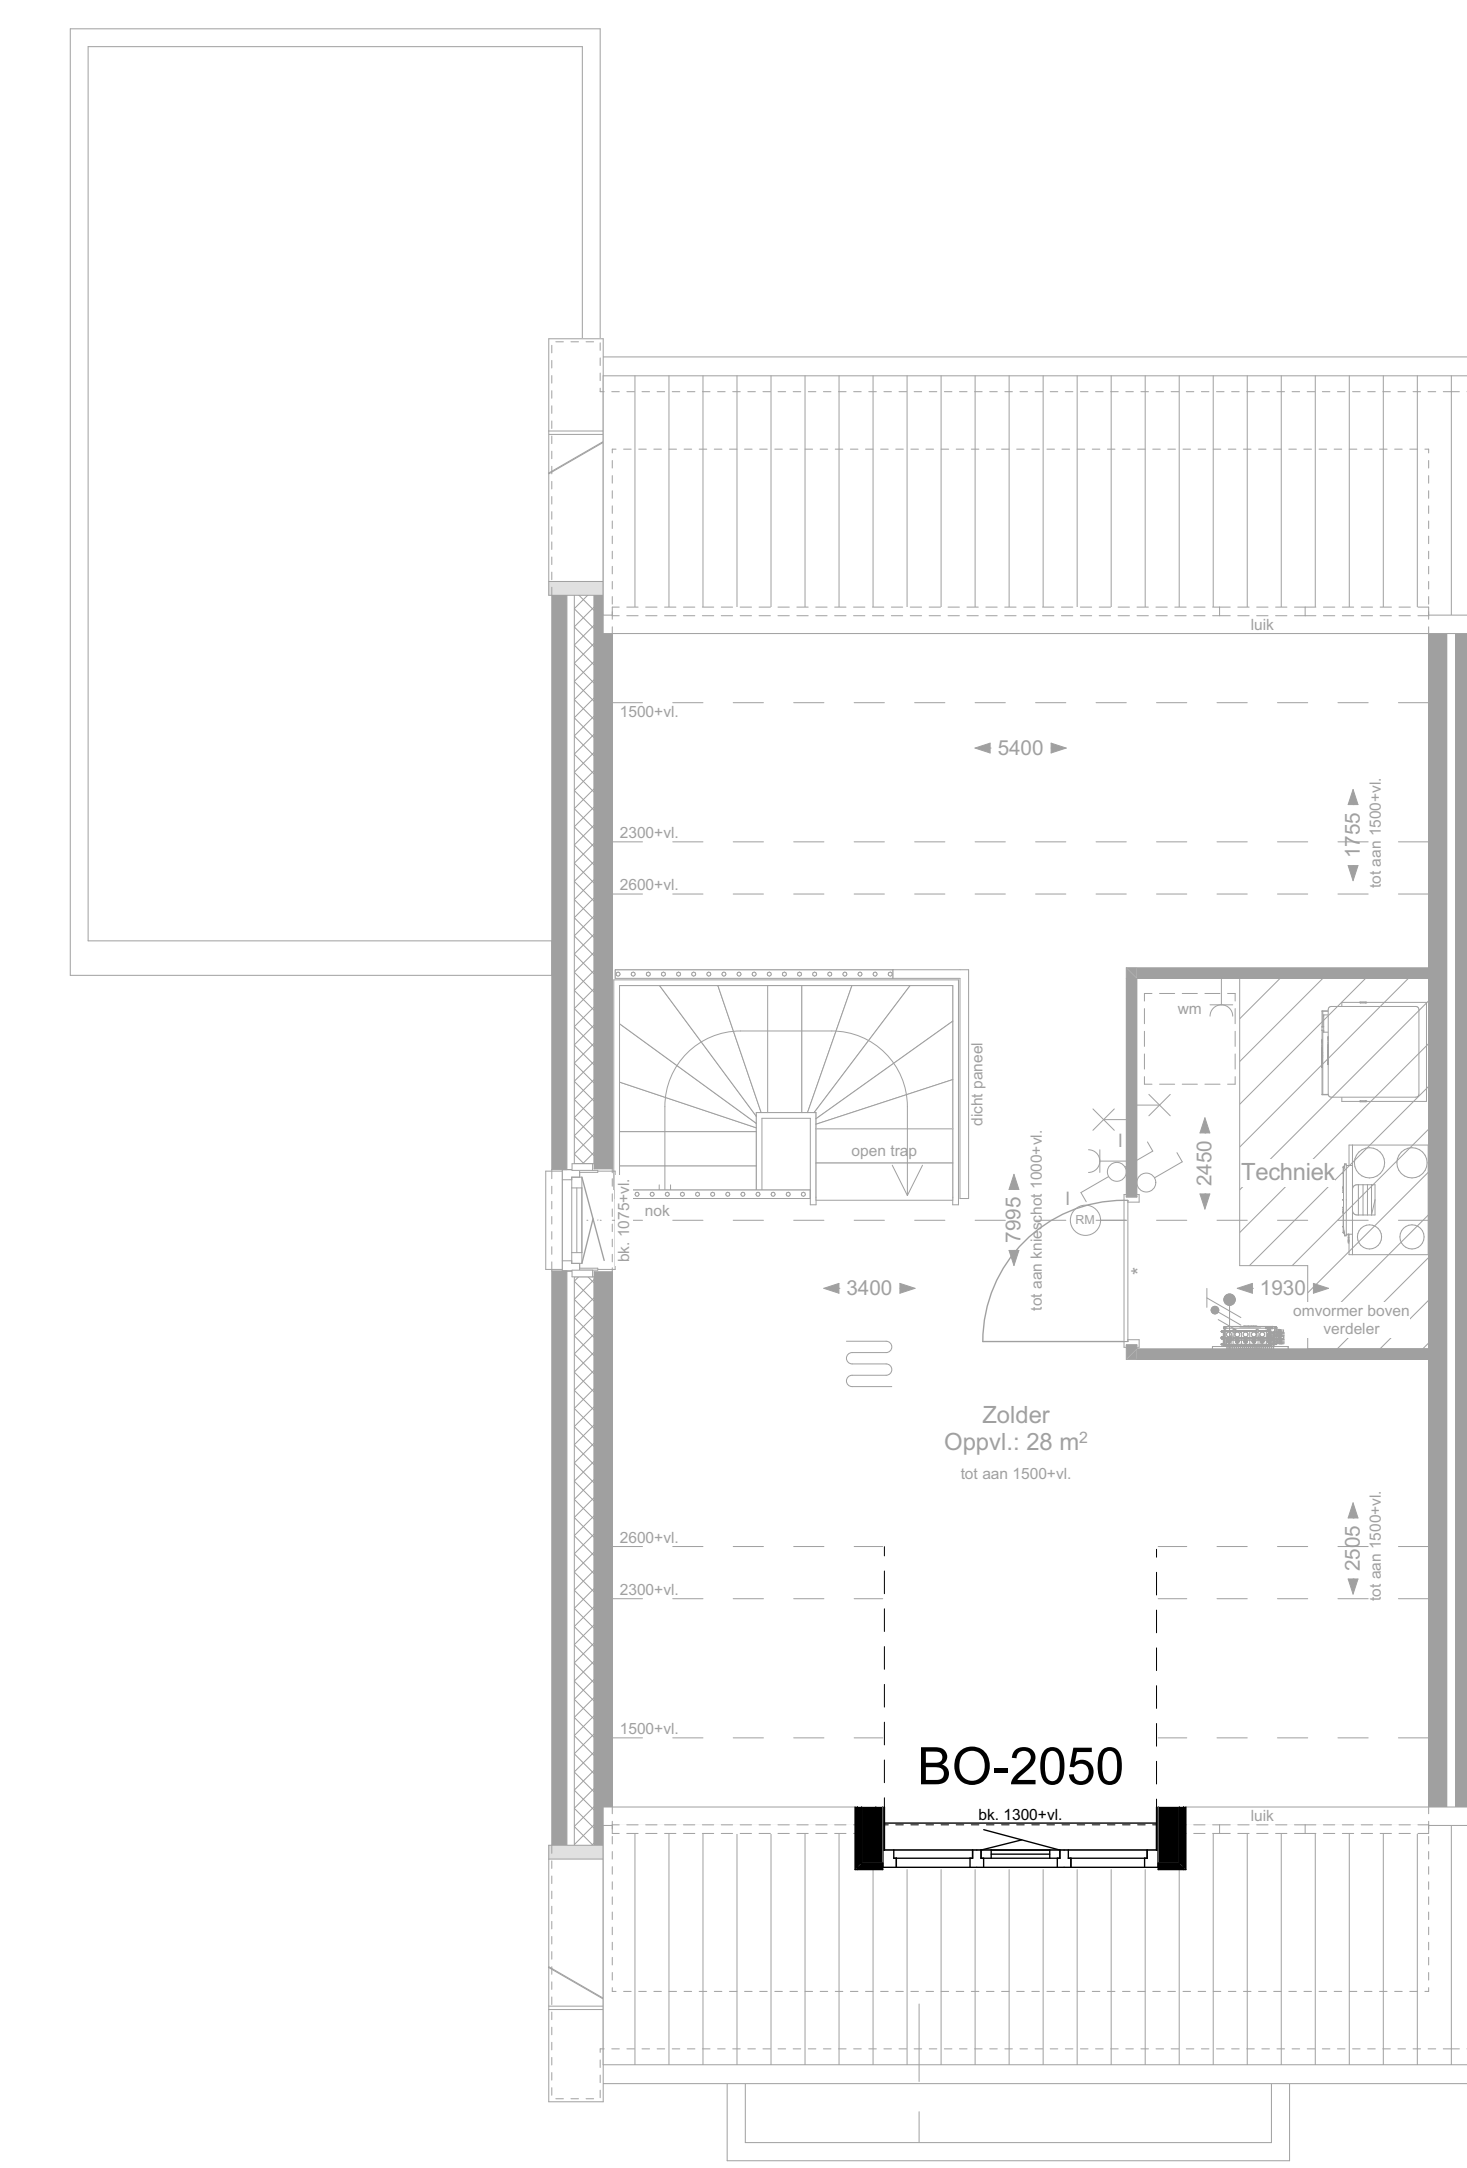 luik
1500+vl.
5400
1755
tot aan 1500+vl.
2300+vl.
2600+vl.
wm
dicht paneel
open trap
2450
Techniek
nok
bk. 1075+vl.
7995
tot aan knieschot 1000+vl.
RM
*
3400
1930
omvormer boven
verdeler
Zolder
Oppvl.: 28 m²
tot aan 1500+vl.
2600+vl.
2505
tot aan 1500+vl.
2300+vl.
1500+vl.
BO-2050
bk. 1300+vl.
luik